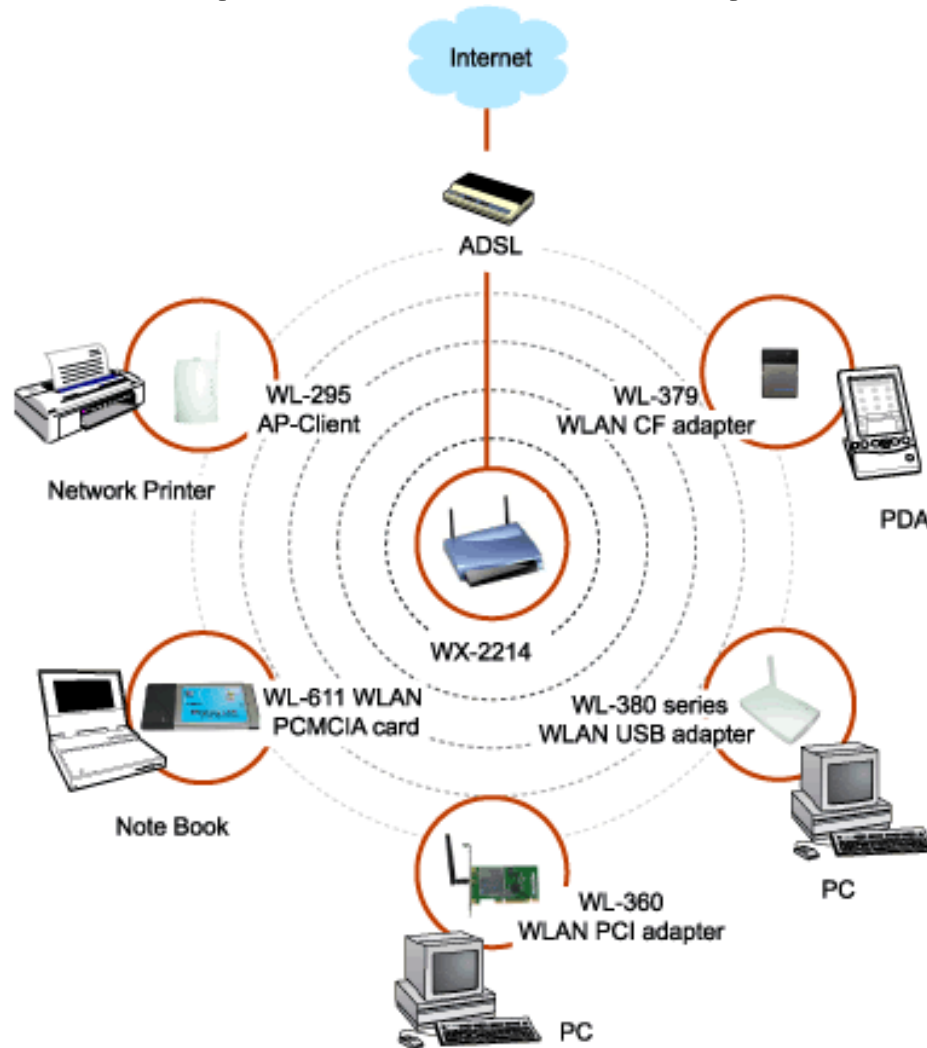 Internet
ADSL
WL-295
AP-Client
Network Printer
WL-379
WLAN CF adapter
PDA
WX-2214
WL-611 WLAN
PCMCIA card
Note Book
WL-380 series
WLAN USB adapter
PC
WL-360
WLAN PCI adapter
PC